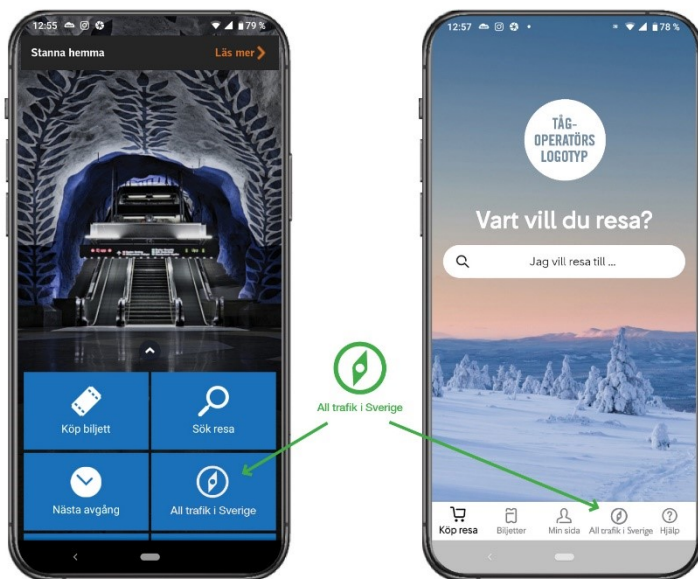 12:55
79 %
Stanna hemma
Läs mer
Köp biljett
Sök resa
Nästa avgång
All trafik i Sverige
All trafik i Sverige
12:57
78 %
TÅG-
OPERATÖRS
LOGOTYP
Vart vill du resa?
Jag vill resa till ...
Köp resa
Biljetter
Min sida
All trafik i Sverige
Hjälp